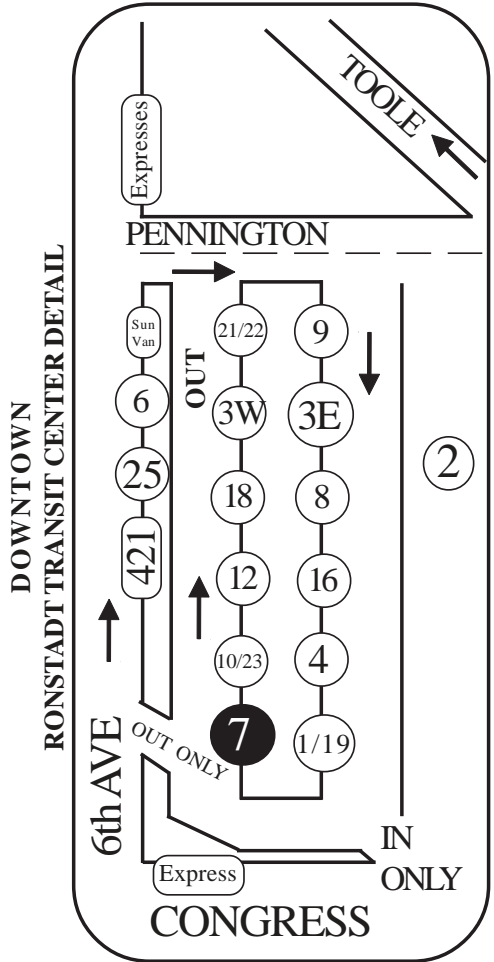 DOWNTOWN
RONSTADT TRANSIT CENTER DETAIL
TOOLE
Expresses
PENNINGTON
Sun
Van
6
25
421
OUT
21/22
9
3W
3E
2
18
8
12
16
10/23
4
7
1/19
6th AVE
OUT ONLY
IN
ONLY
Express
CONGRESS